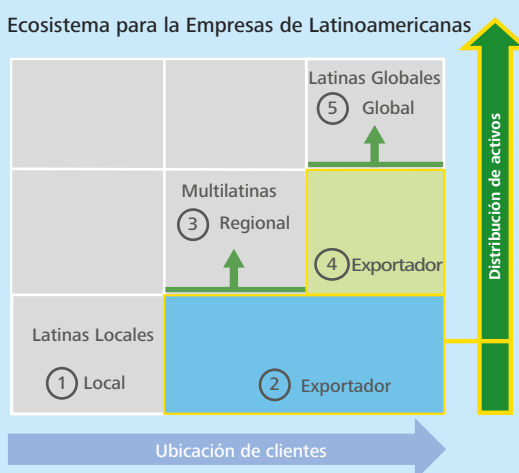 Ecosistema para la Empresas de Latinoamericanas
Latinas Globales
5 Global
Multilatinas
3 Regional
4 Exportador
Latinas Locales
1 Local
2 Exportador
Distribución de activos
Ubicación de clientes